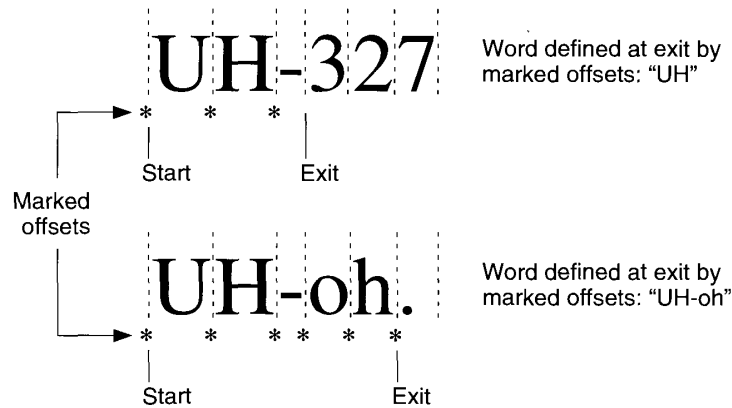 UH-327
Word defined at exit by
marked offsets: “UH”
* * *
Start Exit
Marked
offsets
UH-oh.
Word defined at exit by
marked offsets: “UH-oh”
* * * * * *
Start Exit